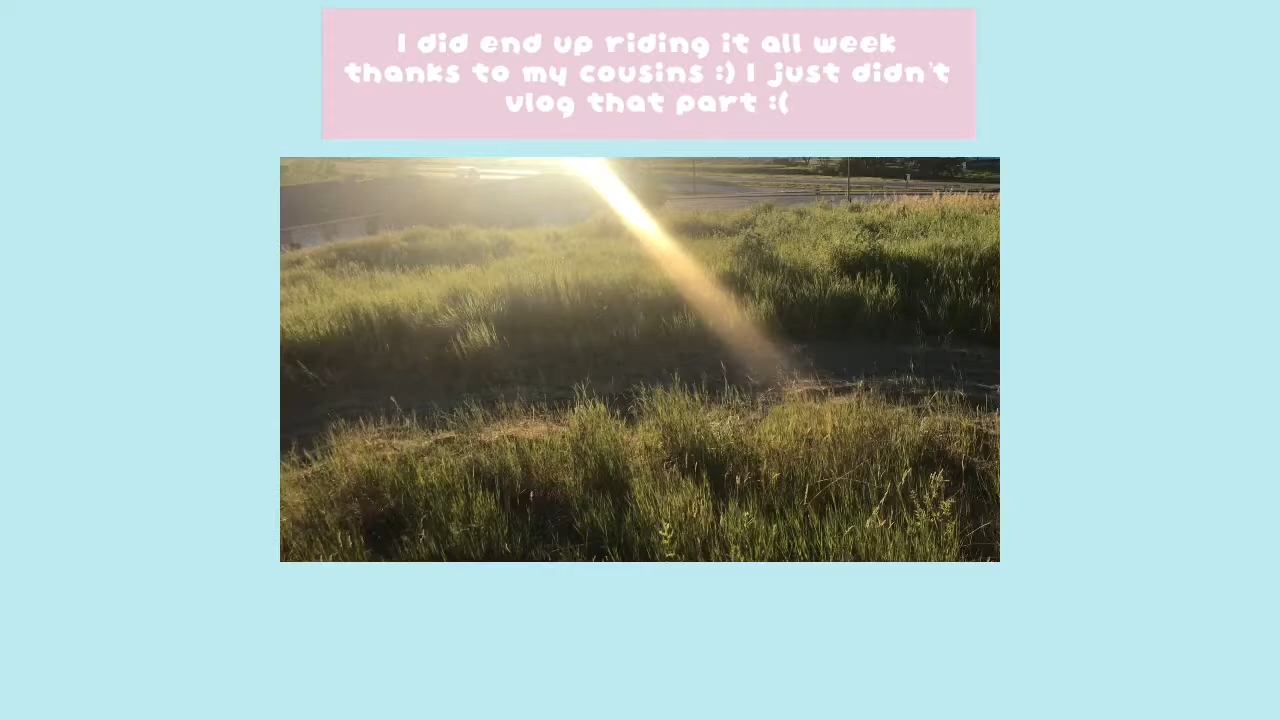 I did end up riding it all week
thanks to my cousins :) I just didn't
vlog that part :(